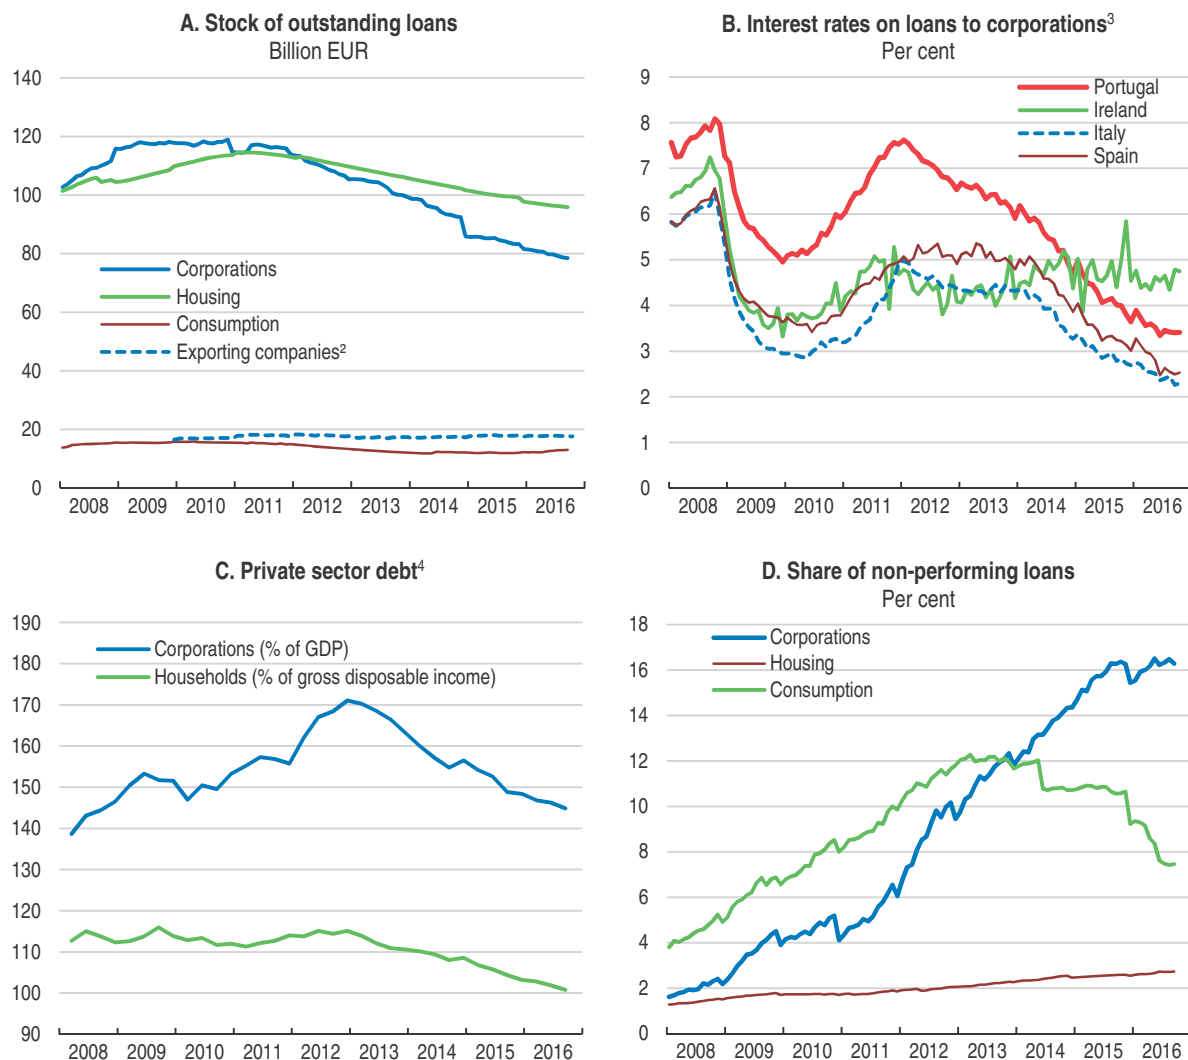 A. Stock of outstanding loans
Billion EUR
140
120
100
80
60
40
20
0
Corporations
Housing
Consumption
Exporting companies²
2008 2009 2010 2011 2012 2013 2014 2015 2016
B. Interest rates on loans to corporations³
Per cent
9
8
7
6
5
4
3
2
1
0
Portugal
Ireland
Italy
Spain
2008 2009 2010 2011 2012 2013 2014 2015 2016
C. Private sector debt⁴
190
180
170
160
150
140
130
120
110
100
90
Corporations (% of GDP)
Households (% of gross disposable income)
2008 2009 2010 2011 2012 2013 2014 2015 2016
D. Share of non-performing loans
Per cent
18
16
14
12
10
8
6
4
2
0
Corporations
Housing
Consumption
2008 2009 2010 2011 2012 2013 2014 2015 2016